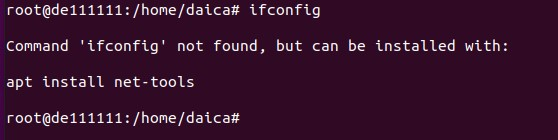 root@de111111:/home/daica# ifconfig
Command 'ifconfig' not found, but can be installed with:
apt install net-tools
root@de111111:/home/daica#